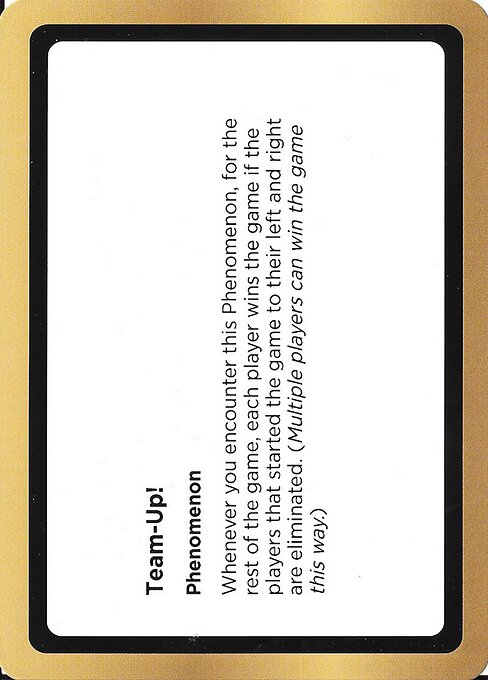 Team-Up!
Phenomenon
Whenever you encounter this Phenomenon, for the
rest of the game, each player wins the game if the
players that started the game to their left and right
are eliminated. (Multiple players can win the game
this way.)